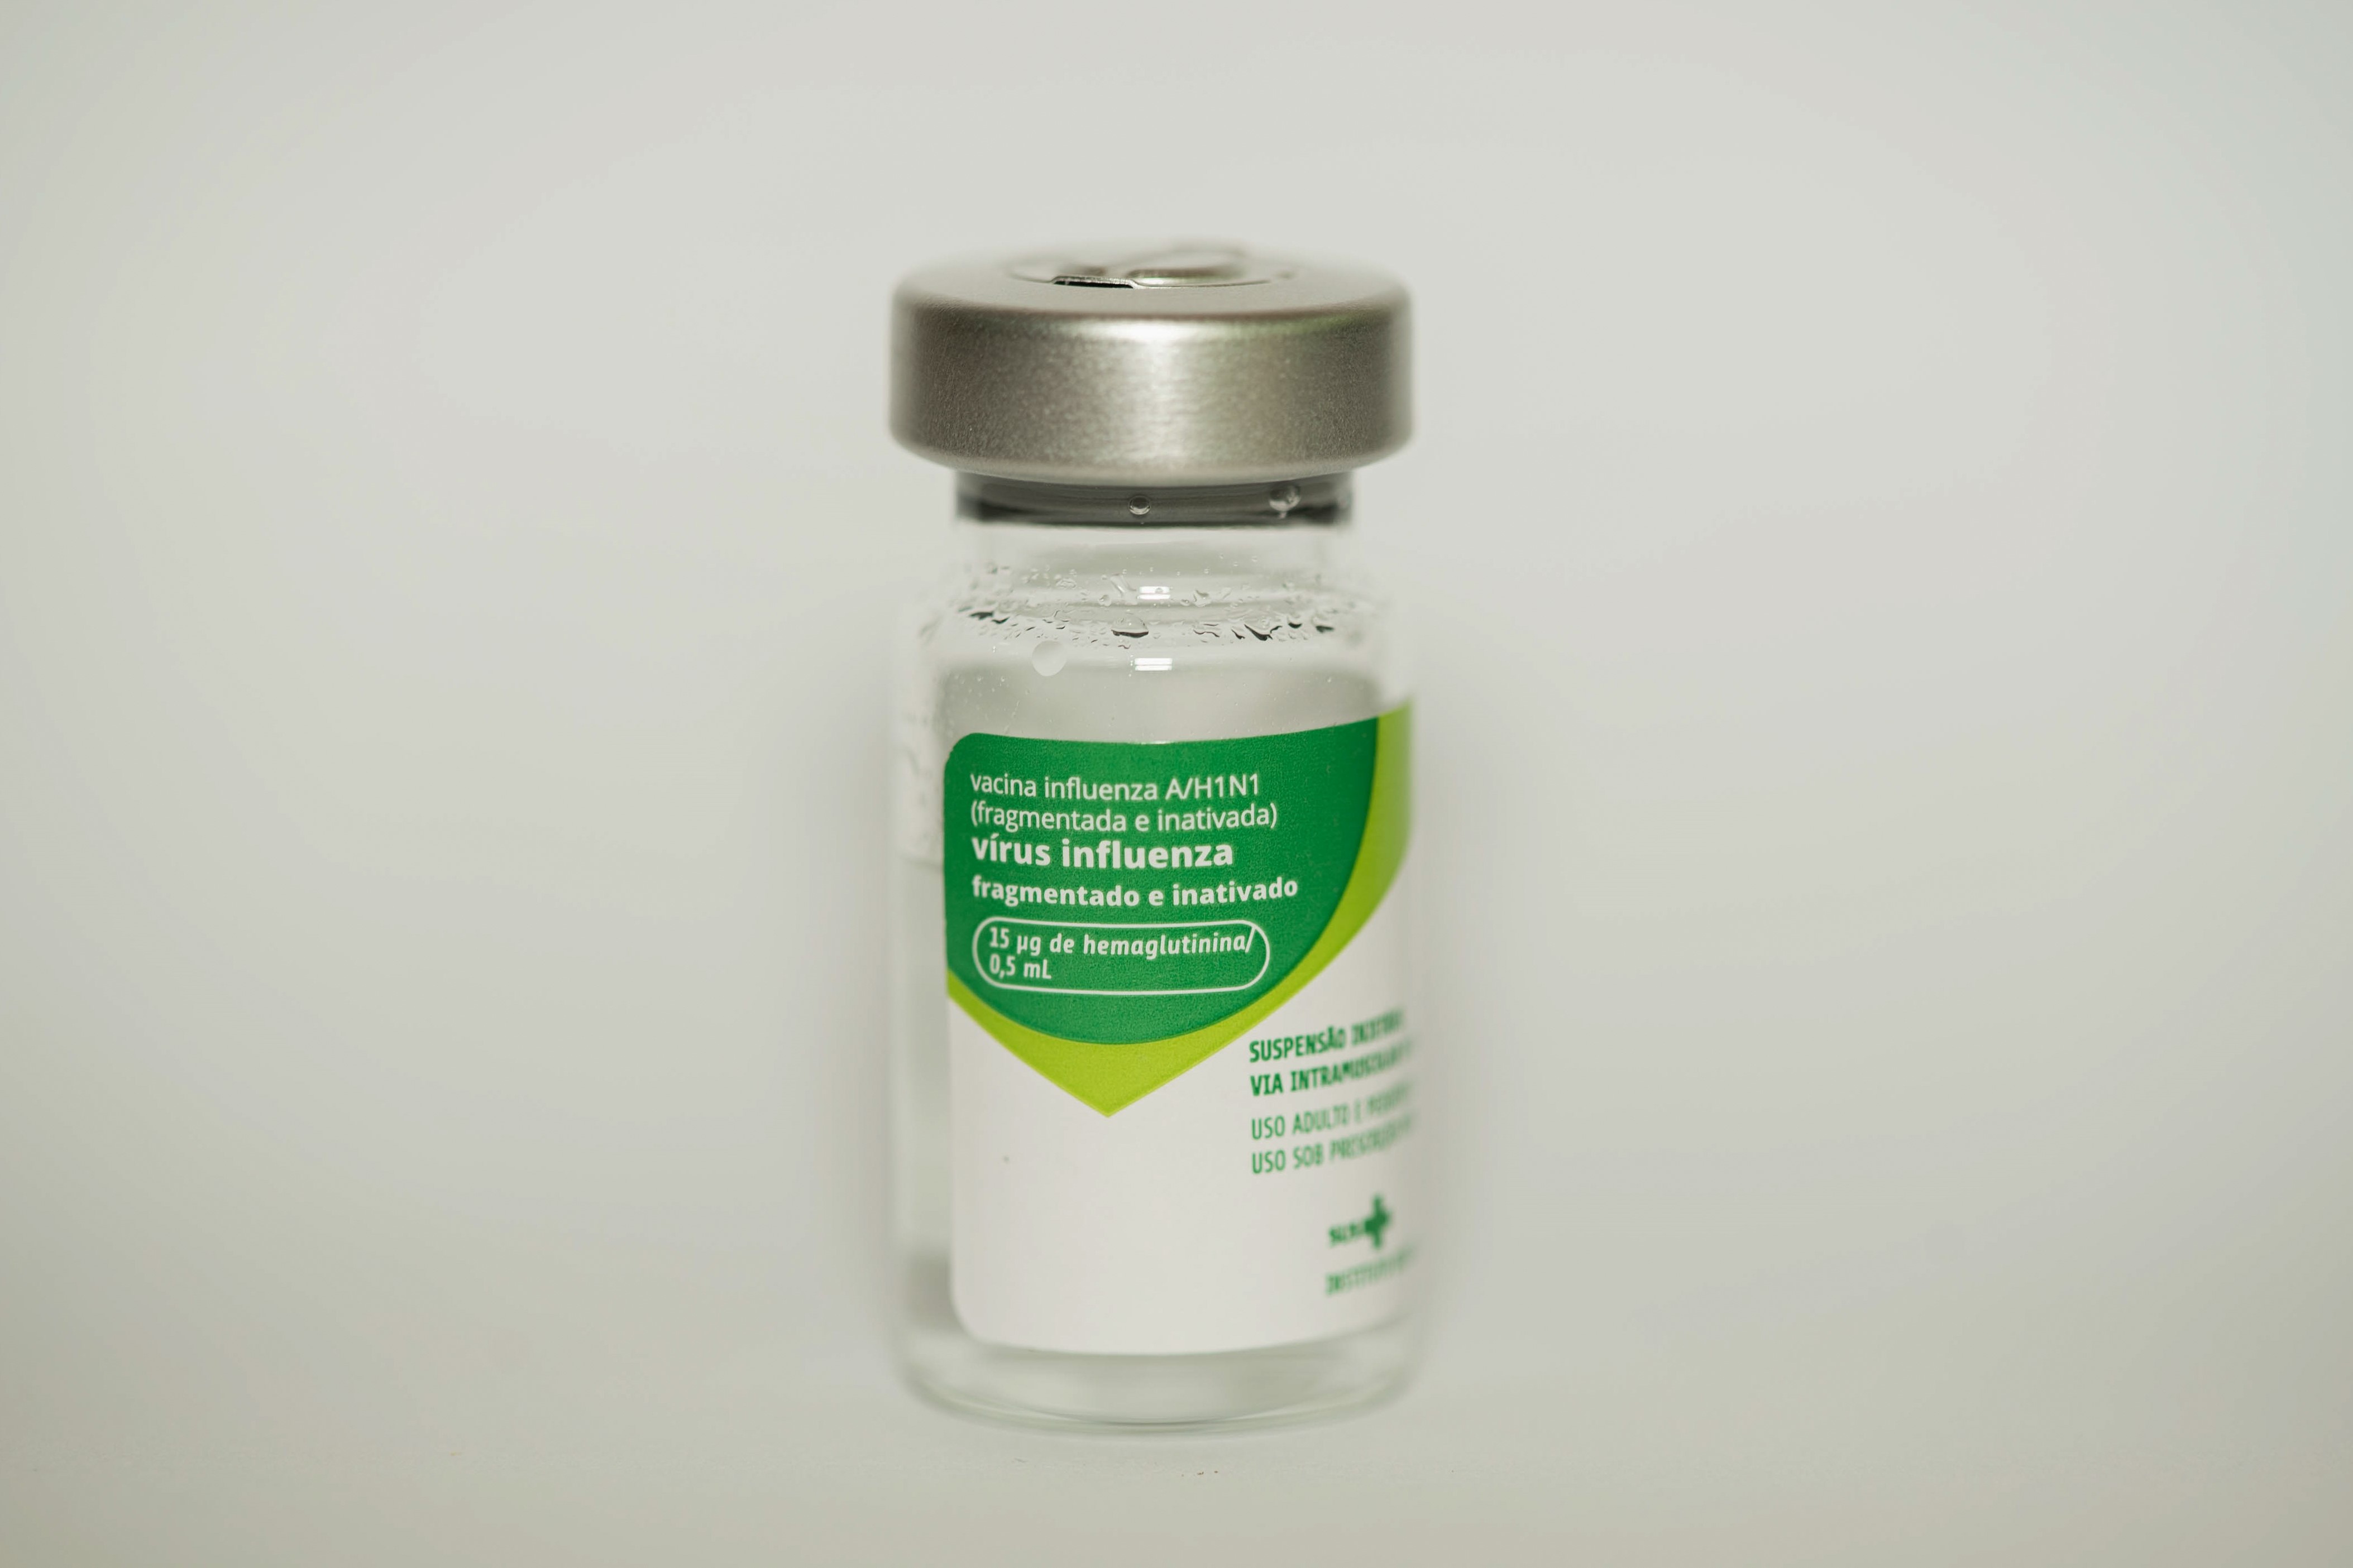 vacina influenza A/H1N1
(fragmentada e inativada)
vírus influenza
fragmentado e inativado
15 µg de hemaglutinina/
0,5 mL
SUSPENSÃO
VIA
USO ADULTO E
USO SOB